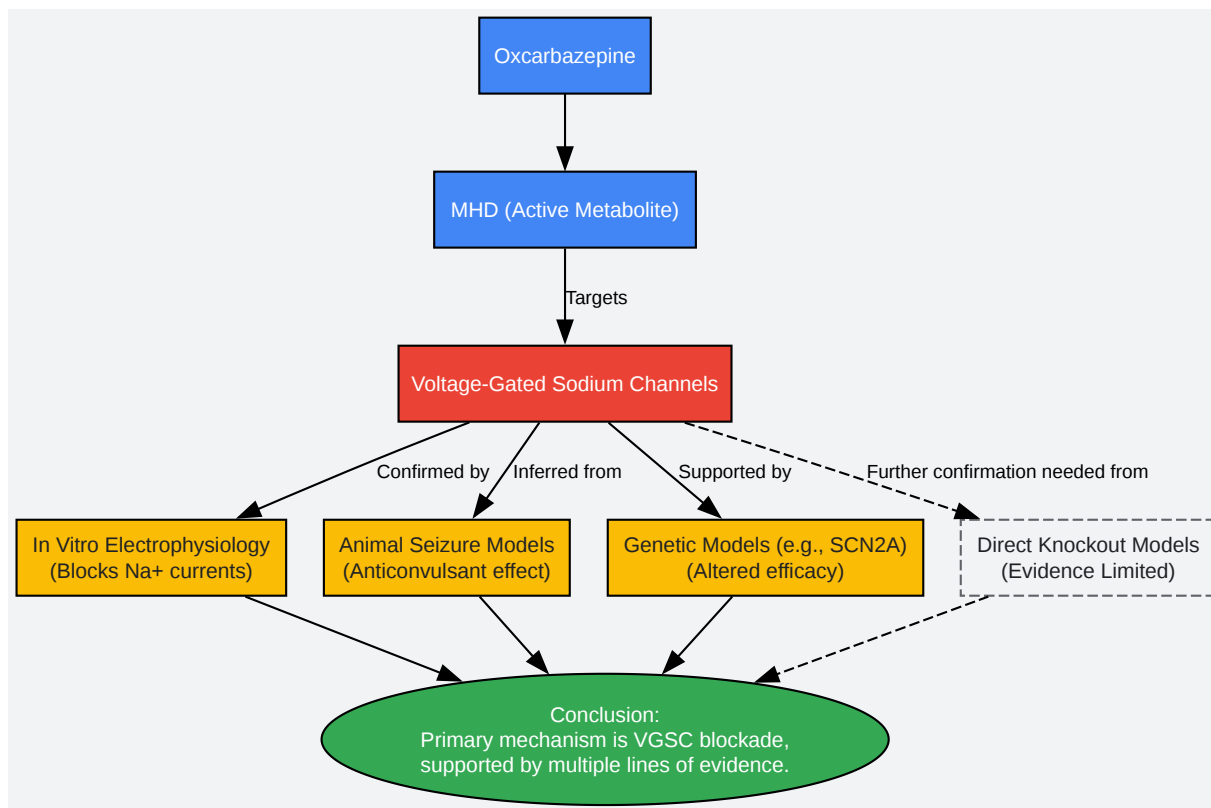 Oxcarbazepine
MHD (Active Metabolite)
Targets
Voltage-Gated Sodium Channels
Confirmed by
Inferred from
Supported by
Further confirmation needed from
In Vitro Electrophysiology
(Blocks Na+ currents)
Animal Seizure Models
(Anticonvulsant effect)
Genetic Models (e.g., SCN2A)
(Altered efficacy)
Direct Knockout Models
(Evidence Limited)
Conclusion:
Primary mechanism is VGSC blockade,
supported by multiple lines of evidence.